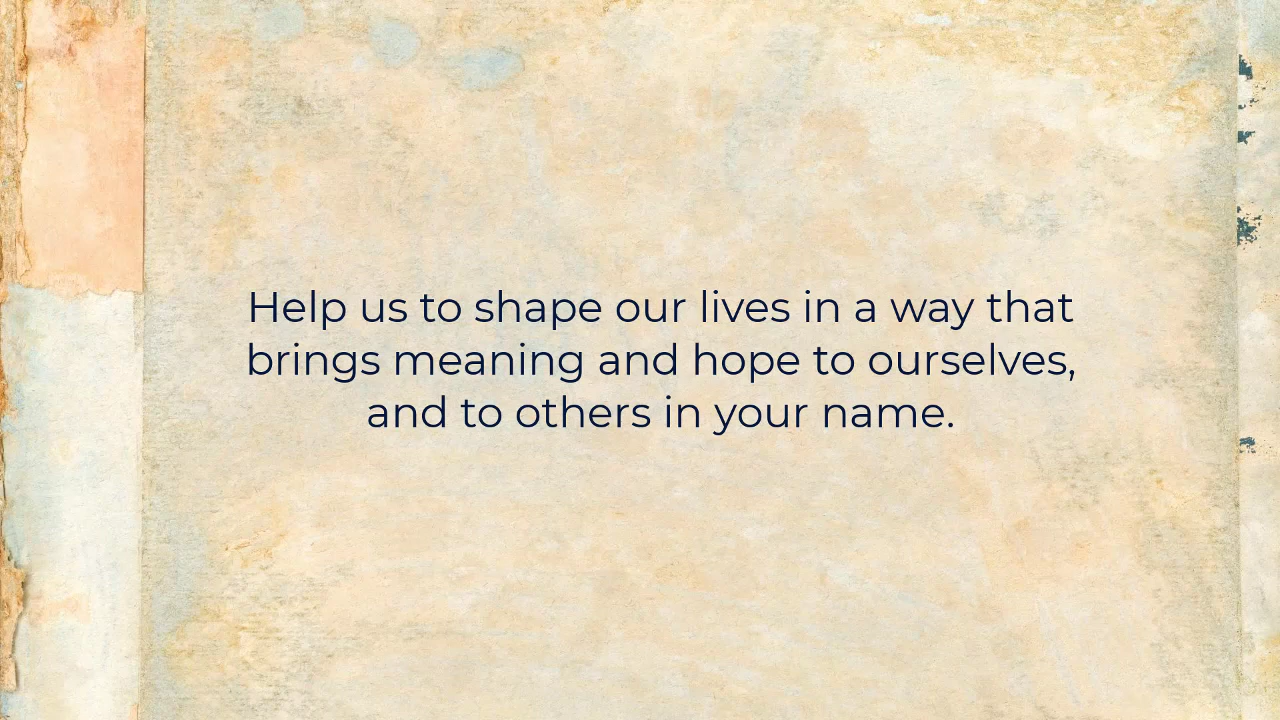 Help us to shape our lives in a way that
brings meaning and hope to ourselves,
and to others in your name.